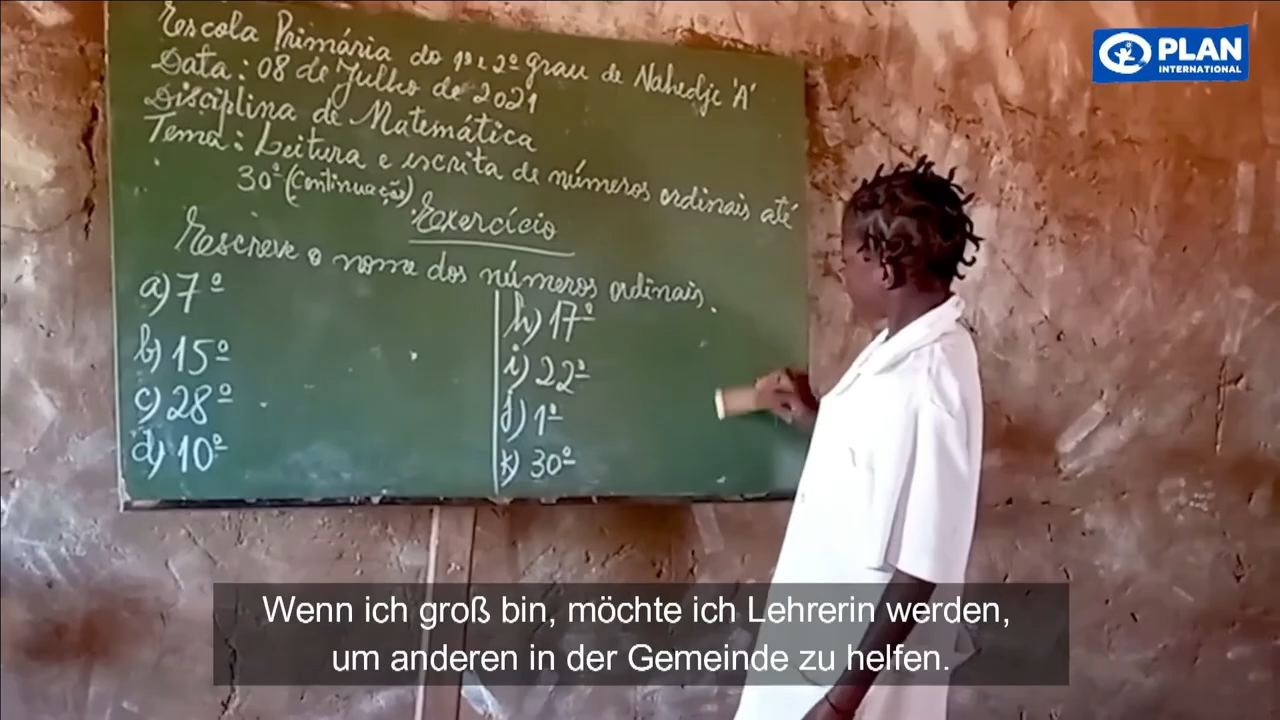 Escola Primária do 1º e 2º grau de Nahedje 'A'
Data: 08 de Julho de 2021
Disciplina de Matemática
Tema: Leitura e escrita de números ordinais até
30º (Continuação)
Exercício
Escreve o nome dos números ordinais.
a) 7º
b) 15º
c) 28º
d) 10º
h) 17º
i) 22º
j) 1º
k) 30º
PLAN
INTERNATIONAL
Wenn ich groß bin, möchte ich Lehrerin werden,
um anderen in der Gemeinde zu helfen.